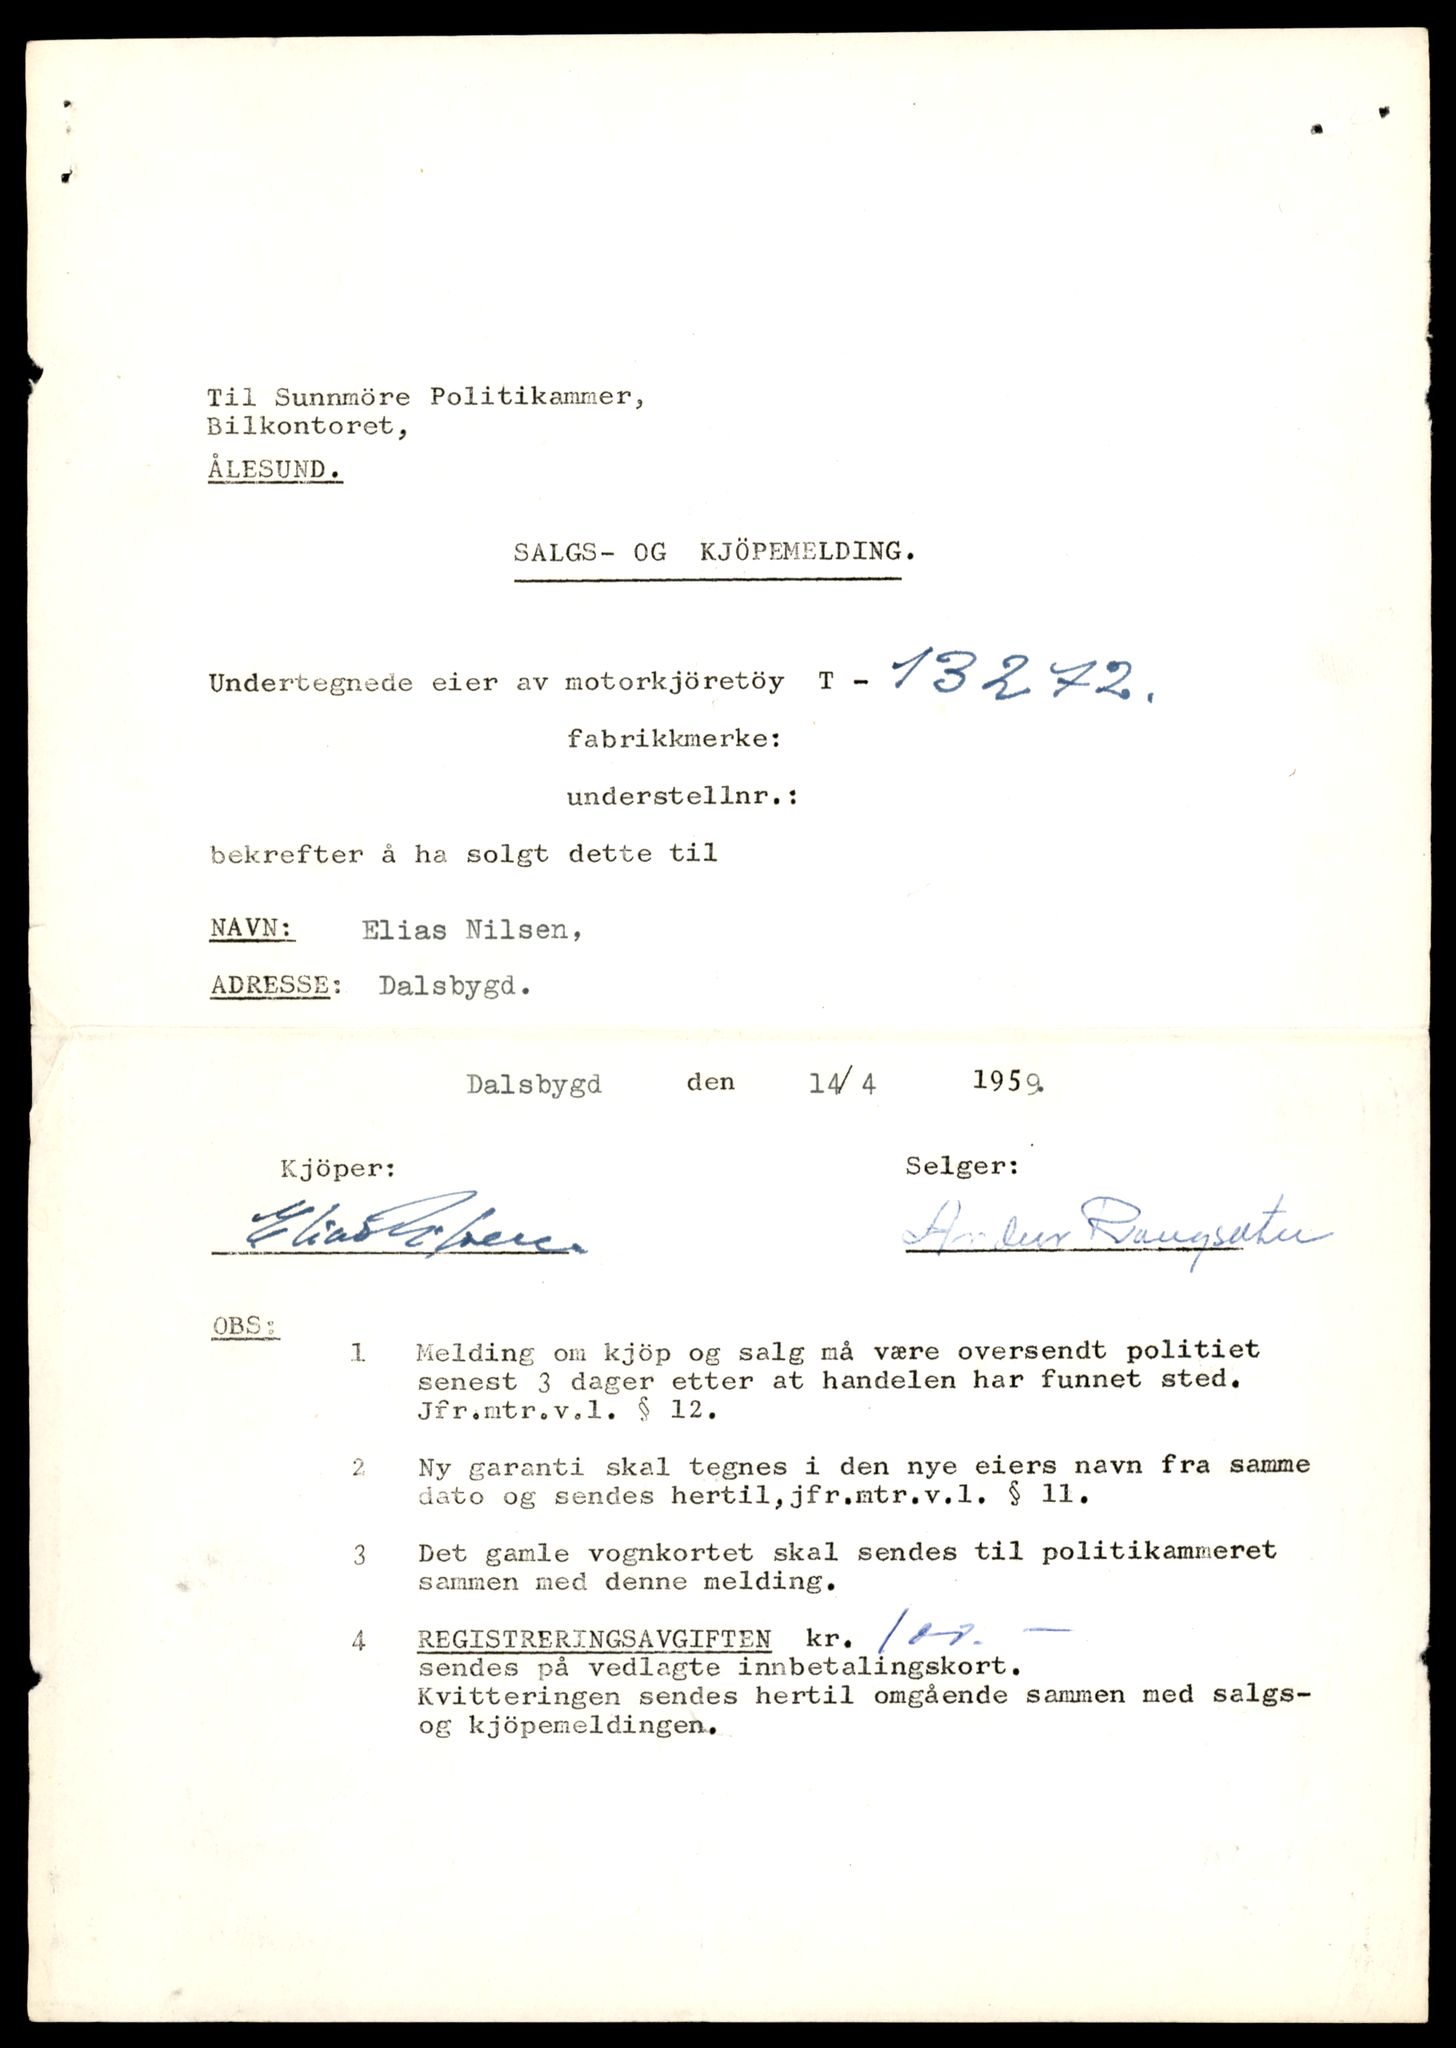 Til Sunnmöre Politikammer,
Bilkontoret,
ÅLESUND.
SALGS- OG KJÖPEMELDING.
Undertegnede eier av motorkjöretöy T - 13272.
fabrikkmerke:
understellnr.:
bekrefter å ha solgt dette til
NAVN: Elias Nilsen,
ADRESSE: Dalsbygd.
Dalsbygd den 14/4 1959.
Kjöper: Selger:
Elias Nilsen
OBS:
1 Melding om kjöp og salg må være oversendt politiet
senest 3 dager etter at handelen har funnet sted.
Jfr.mtr.v.l. § 12.
2 Ny garanti skal tegnes i den nye eiers navn fra samme
dato og sendes hertil,jfr.mtr.v.l. § 11.
3 Det gamle vognkortet skal sendes til politikammeret
sammen med denne melding.
4 REGISTRERINGSAVGIFTEN kr. 100.-
sendes på vedlagte innbetalingskort.
Kvitteringen sendes hertil omgående sammen med salgs-
og kjöpemeldingen.